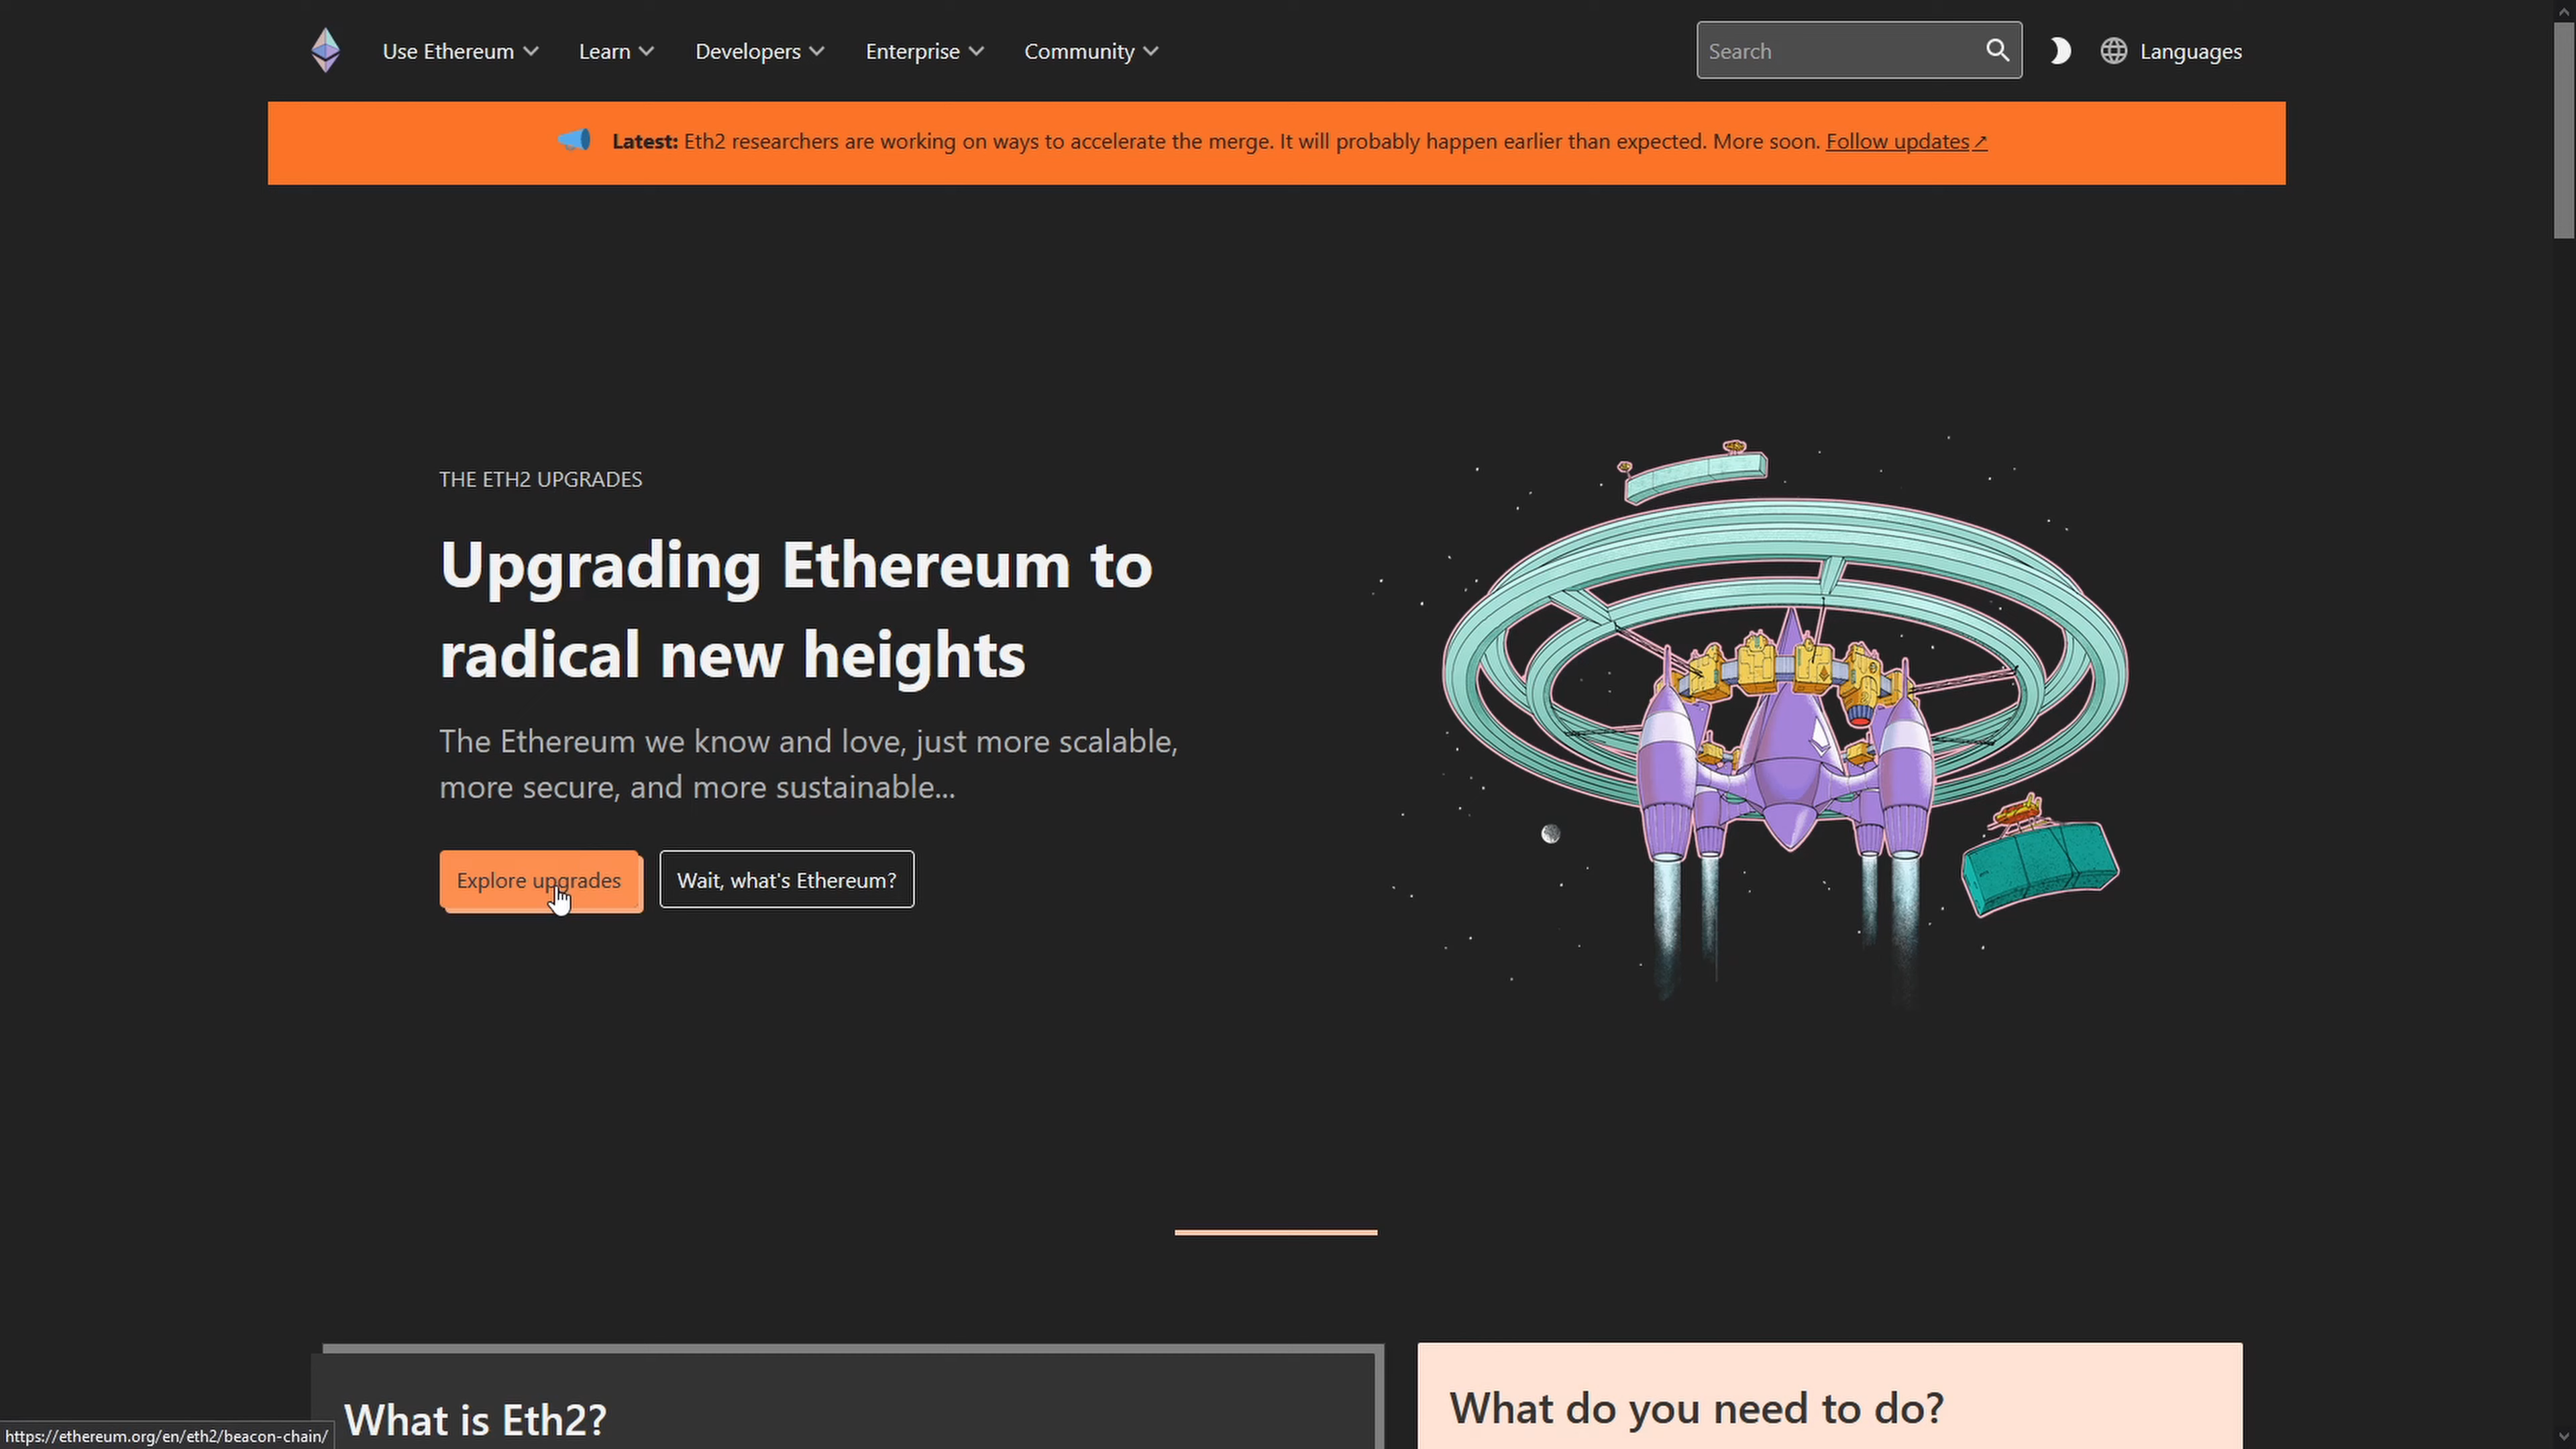 Use Ethereum
Learn
Developers
Enterprise
Community
Search
Languages
Latest: Eth2 researchers are working on ways to accelerate the merge. It will probably happen earlier than expected. More soon. Follow updates↗
THE ETH2 UPGRADES
Upgrading Ethereum to
radical new heights
The Ethereum we know and love, just more scalable,
more secure, and more sustainable...
Explore upgrades
Wait, what's Ethereum?
What is Eth2?
What do you need to do?
https://ethereum.org/en/eth2/beacon-chain/